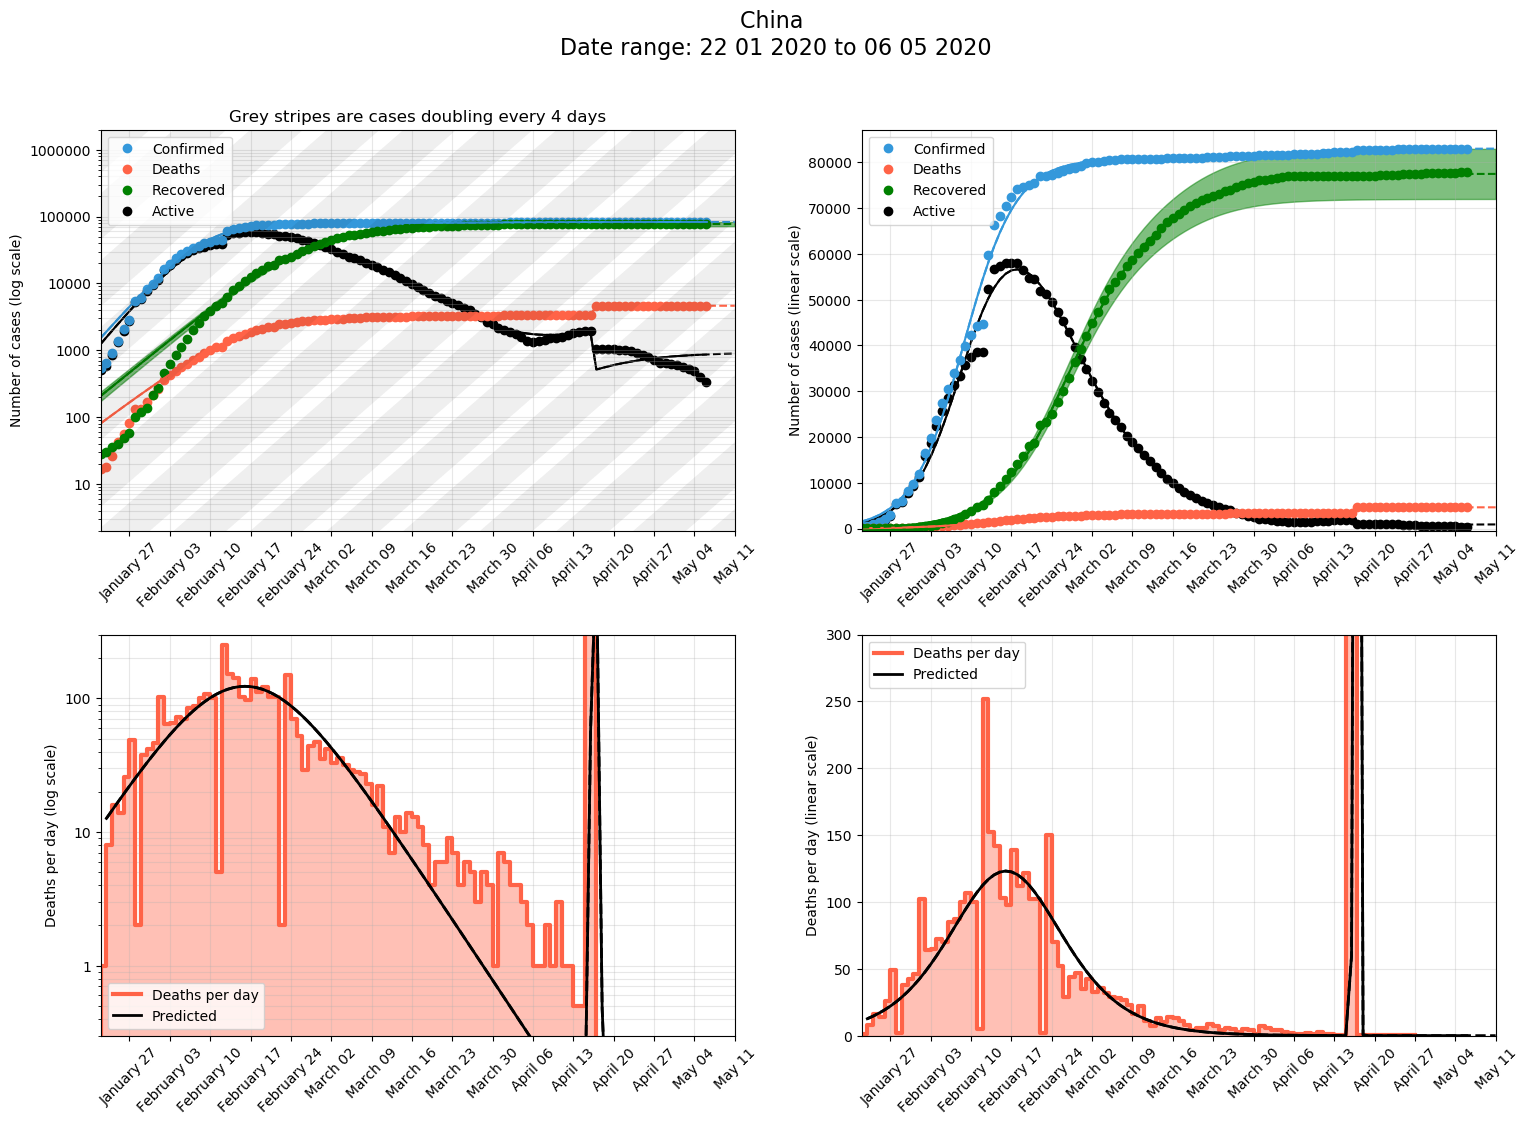 China
Date range: 22 01 2020 to 06 05 2020
Grey stripes are cases doubling every 4 days
Number of cases (log scale)
1000000
100000
10000
1000
100
10
Confirmed
Deaths
Recovered
Active
January 27
February 03
February 10
February 17
February 24
March 02
March 09
March 16
March 23
March 30
April 06
April 13
April 20
April 27
May 04
May 11
Number of cases (linear scale)
80000
70000
60000
50000
40000
30000
20000
10000
0
Confirmed
Deaths
Recovered
Active
January 27
February 03
February 10
February 17
February 24
March 02
March 09
March 16
March 23
March 30
April 06
April 13
April 20
April 27
May 04
May 11
Deaths per day (log scale)
100
10
1
Deaths per day
Predicted
January 27
February 03
February 10
February 17
February 24
March 02
March 09
March 16
March 23
March 30
April 06
April 13
April 20
April 27
May 04
May 11
Deaths per day (linear scale)
300
250
200
150
100
50
0
Deaths per day
Predicted
January 27
February 03
February 10
February 17
February 24
March 02
March 09
March 16
March 23
March 30
April 06
April 13
April 20
April 27
May 04
May 11